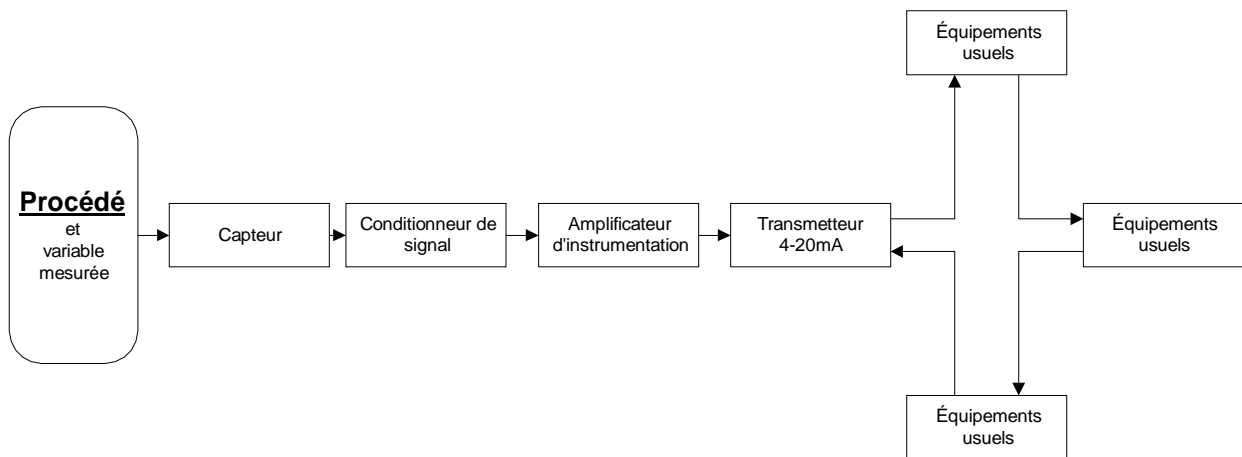 Équipements
usuels
Procédé
et
variable
mesurée
Capteur
Conditionneur de
signal
Amplificateur
d'instrumentation
Transmetteur
4-20mA
Équipements
usuels
Équipements
usuels